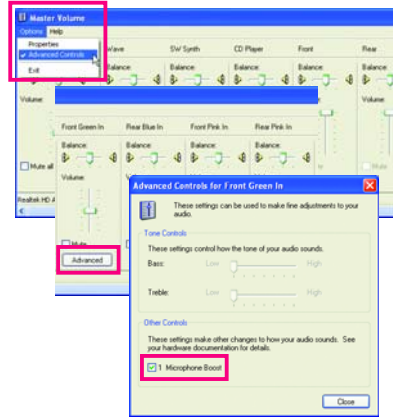 Master Volume
Options Help
Properties
Advanced Controls
Exit
Wave
SW Synth
CD Player
Front
Rear
Balance:
Balance:
Balance:
Balance:
Balance:
Volume:
Volume:
Mute all
Mute
Realtek HD A
Front Green In
Rear Blue In
Front Pink In
Rear Pink In
Balance:
Balance:
Balance:
Balance:
Volume:
Mute
Advanced
Advanced Controls for Front Green In
These settings can be used to make fine adjustments to your
audio.
Tone Controls
These settings control how the tone of your audio sounds.
Bass: Low High
Treble: Low High
Other Controls
These settings make other changes to how your audio sounds. See
your hardware documentation for details.
1 Microphone Boost
Close